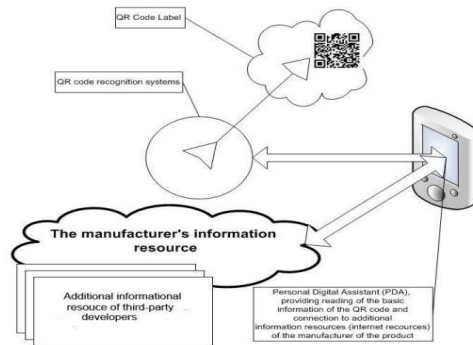 QR Code Label
QR code recognition systems
The manufacturer's information
resource
Additional informational
resouce of third-party
developers
Personal Digital Assistant (PDA),
providing reading of the basic
information of the QR code and
connection to additional
information resources (internet recources)
of the manufacturer of the product